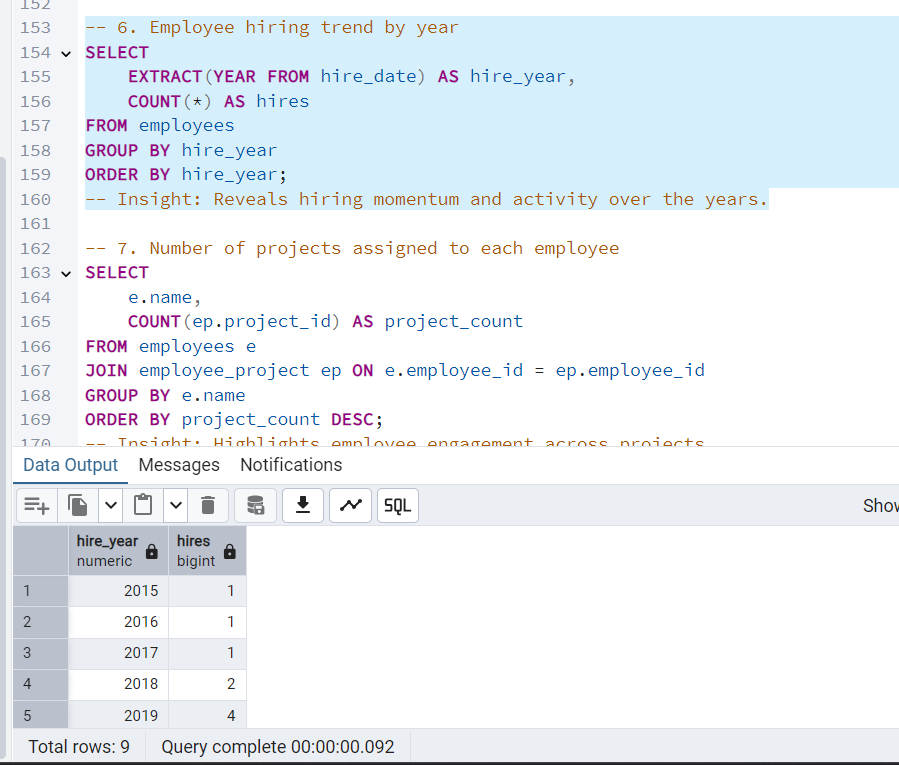 152
153 -- 6. Employee hiring trend by year
154 SELECT
155 EXTRACT(YEAR FROM hire_date) AS hire_year,
156 COUNT(*) AS hires
157 FROM employees
158 GROUP BY hire_year
159 ORDER BY hire_year;
160 -- Insight: Reveals hiring momentum and activity over the years.
161
162 -- 7. Number of projects assigned to each employee
163 SELECT
164 e.name,
165 COUNT(ep.project_id) AS project_count
166 FROM employees e
167 JOIN employee_project ep ON e.employee_id = ep.employee_id
168 GROUP BY e.name
169 ORDER BY project_count DESC;
170 -- Insight: Highlights employee engagement across projects
Data Output Messages Notifications
SQL Show
hire_year hires
numeric bigint
1 2015 1
2 2016 1
3 2017 1
4 2018 2
5 2019 4
Total rows: 9 Query complete 00:00:00.092